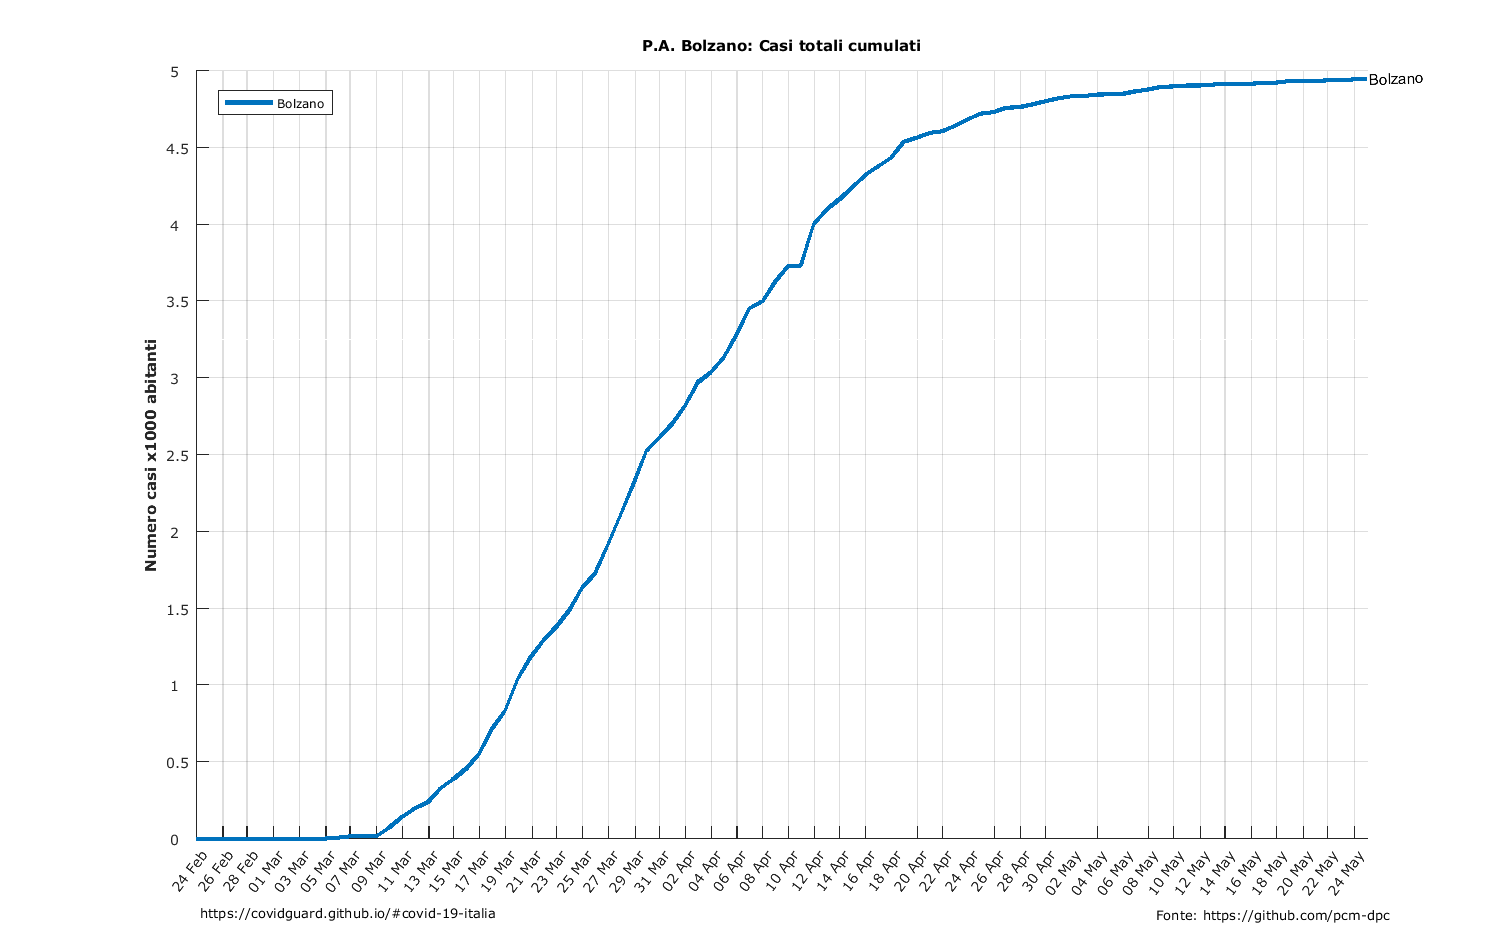 P.A. Bolzano: Casi totali cumulati
5
Bolzano
Bolzano
4.5
4
3.5
3
2.5
2
1.5
1
0.5
0
Numero casi x1000 abitanti
24 Feb
26 Feb
28 Feb
01 Mar
03 Mar
05 Mar
07 Mar
09 Mar
11 Mar
13 Mar
15 Mar
17 Mar
19 Mar
21 Mar
23 Mar
25 Mar
27 Mar
29 Mar
31 Mar
02 Apr
04 Apr
06 Apr
08 Apr
10 Apr
12 Apr
14 Apr
16 Apr
18 Apr
20 Apr
22 Apr
24 Apr
26 Apr
28 Apr
30 Apr
02 May
04 May
06 May
08 May
10 May
12 May
14 May
16 May
18 May
20 May
22 May
24 May
https://covidguard.github.io/#covid-19-italia
Fonte: https://github.com/pcm-dpc